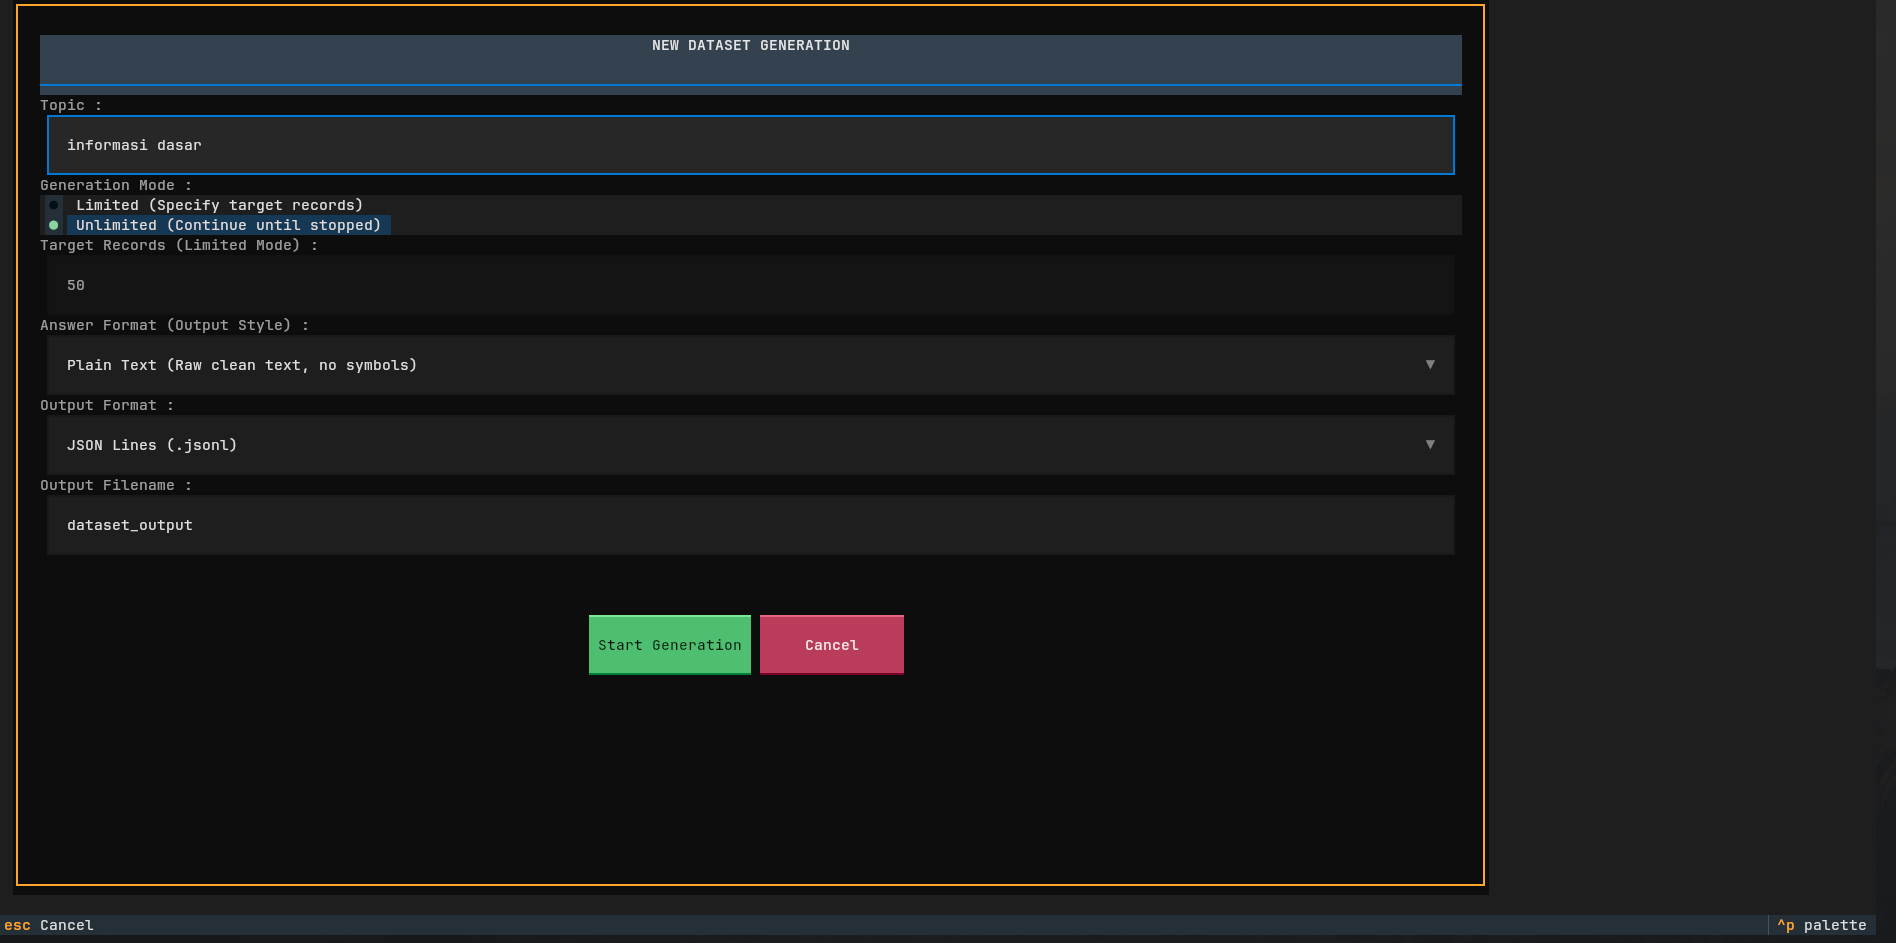 NEW DATASET GENERATION
Topic :
informasi dasar
Generation Mode :
Limited (Specify target records)
Unlimited (Continue until stopped)
Target Records (Limited Mode) :
50
Answer Format (Output Style) :
Plain Text (Raw clean text, no symbols)
Output Format :
JSON Lines (.jsonl)
Output Filename :
dataset_output
Start Generation Cancel
esc Cancel ^p palette